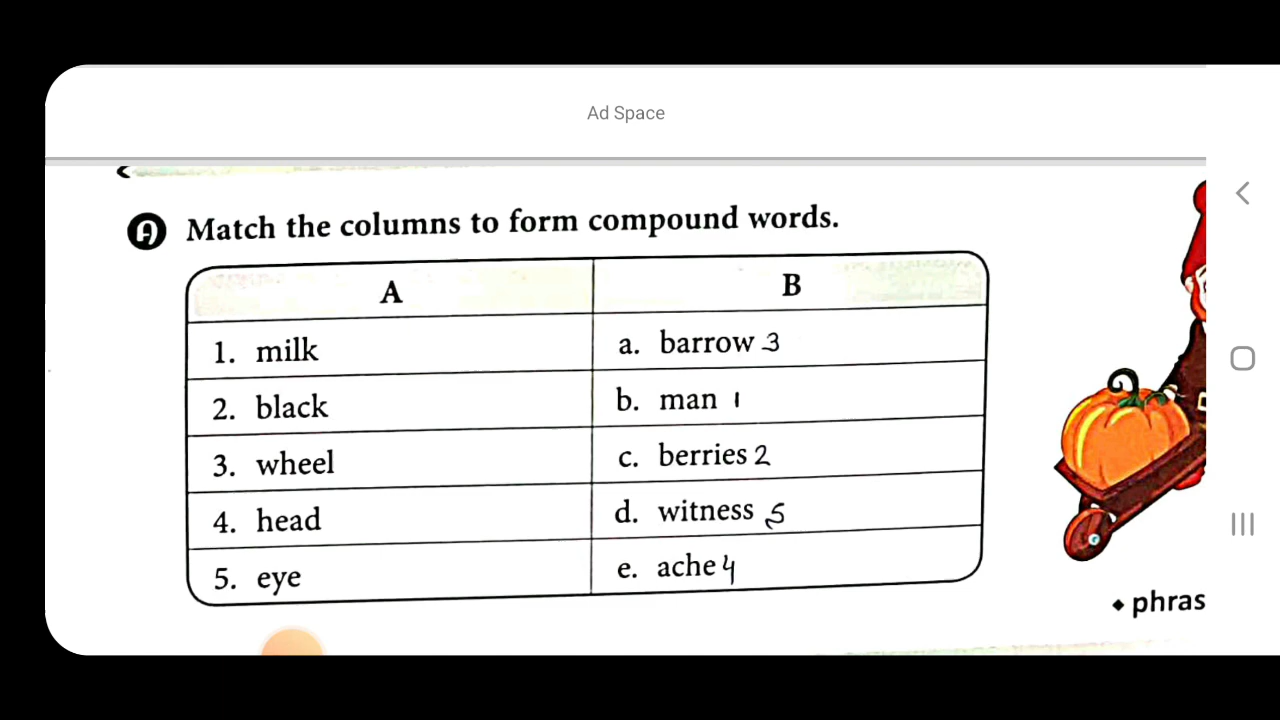 Ad Space
A Match the columns to form compound words.
A B
1. milk a. barrow 3
2. black b. man 1
3. wheel c. berries 2
4. head d. witness 5
5. eye e. ache 4
◆ phras